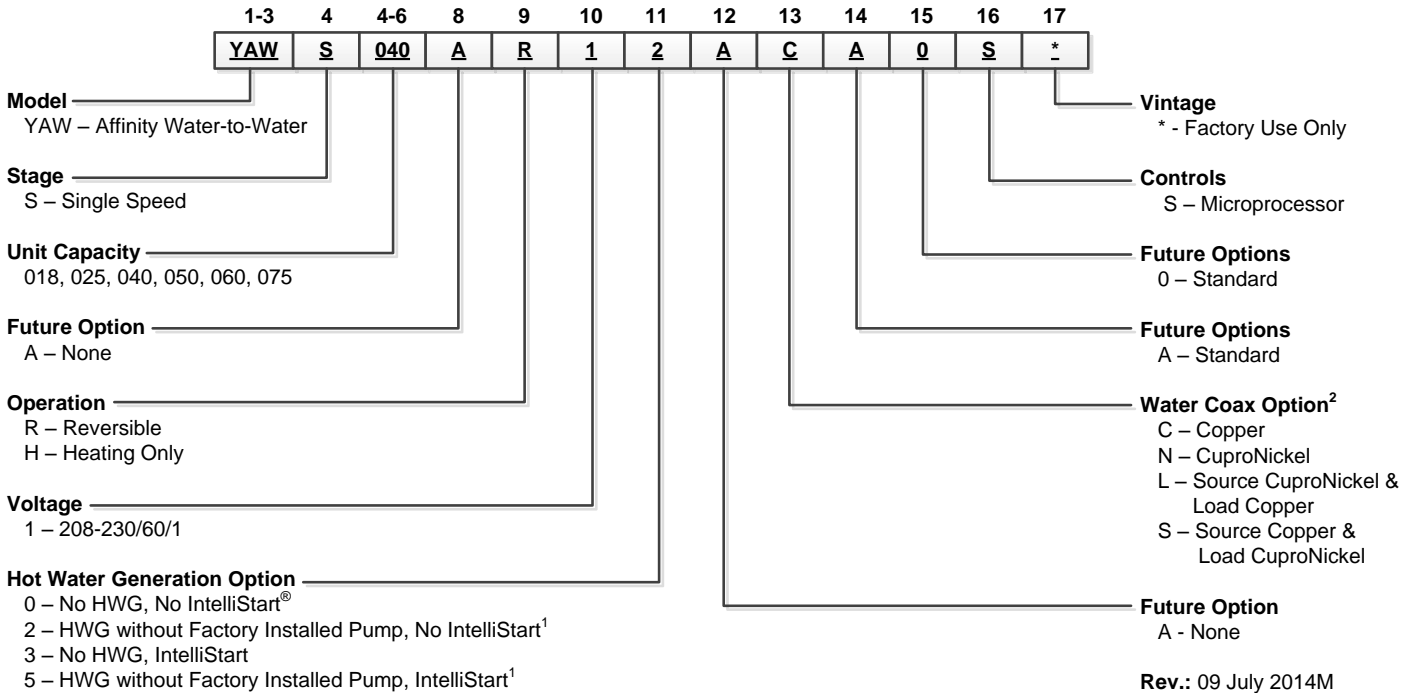 1-3 4 4-6 8 9 10 11 12 13 14 15 16 17
YAW S 040 A R 1 2 A C A 0 S *
Model
YAW – Affinity Water-to-Water
Stage
S – Single Speed
Unit Capacity
018, 025, 040, 050, 060, 075
Future Option
A – None
Operation
R – Reversible
H – Heating Only
Voltage
1 – 208-230/60/1
Hot Water Generation Option
0 – No HWG, No IntelliStart®
2 – HWG without Factory Installed Pump, No IntelliStart¹
3 – No HWG, IntelliStart
5 – HWG without Factory Installed Pump, IntelliStart¹
Vintage
* - Factory Use Only
Controls
S – Microprocessor
Future Options
0 – Standard
Future Options
A – Standard
Water Coax Option²
C – Copper
N – CuproNickel
L – Source CuproNickel &
Load Copper
S – Source Copper &
Load CuproNickel
Future Option
A - None
Rev.: 09 July 2014M